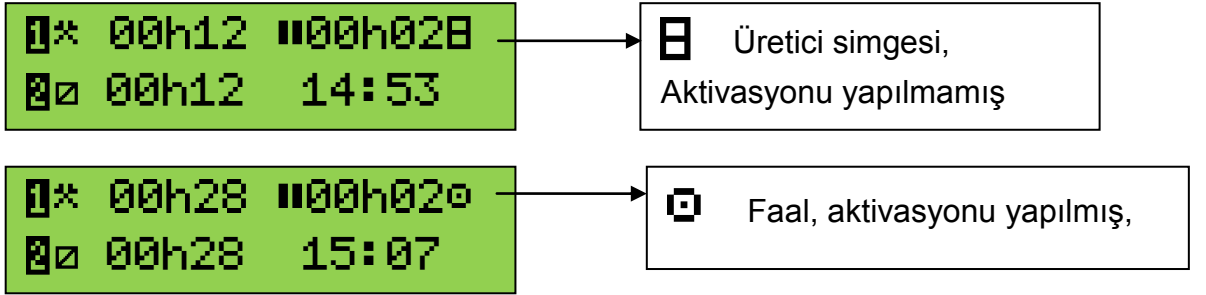 1 00h12 00h02
2 00h12 14:53
Üretici simgesi,
Aktivasyonu yapılmamış
1 00h28 00h02
2 00h28 15:07
Faal, aktivasyonu yapılmış,